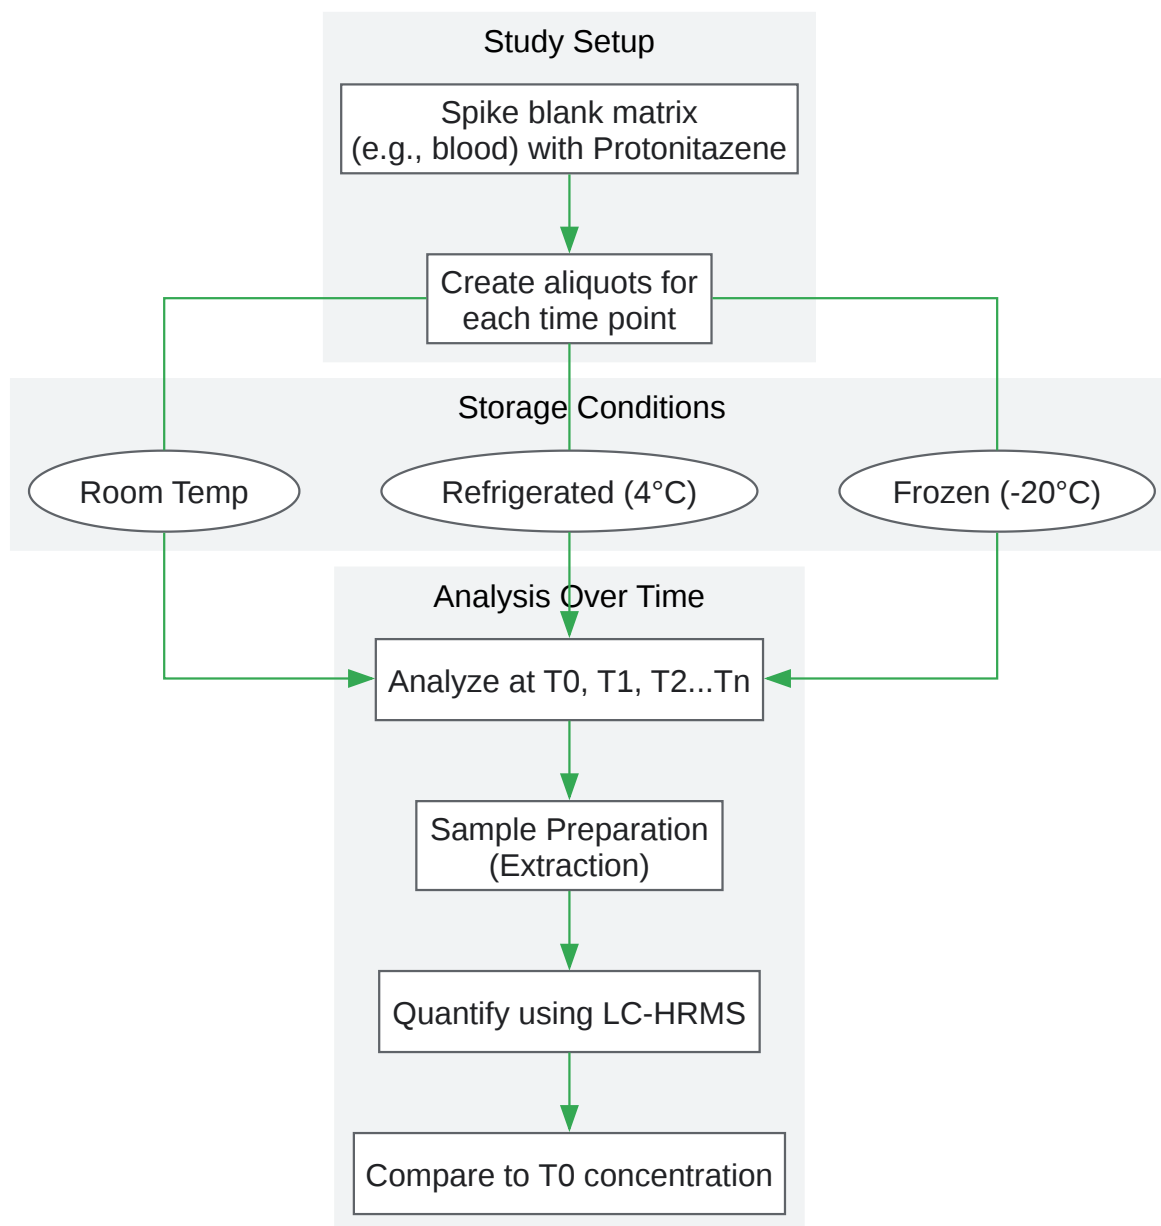 Study Setup
Spike blank matrix
(e.g., blood) with Protonitazene
Create aliquots for
each time point
Storage Conditions
Room Temp
Refrigerated (4°C)
Frozen (-20°C)
Analysis Over Time
Analyze at T0, T1, T2...Tn
Sample Preparation
(Extraction)
Quantify using LC-HRMS
Compare to T0 concentration